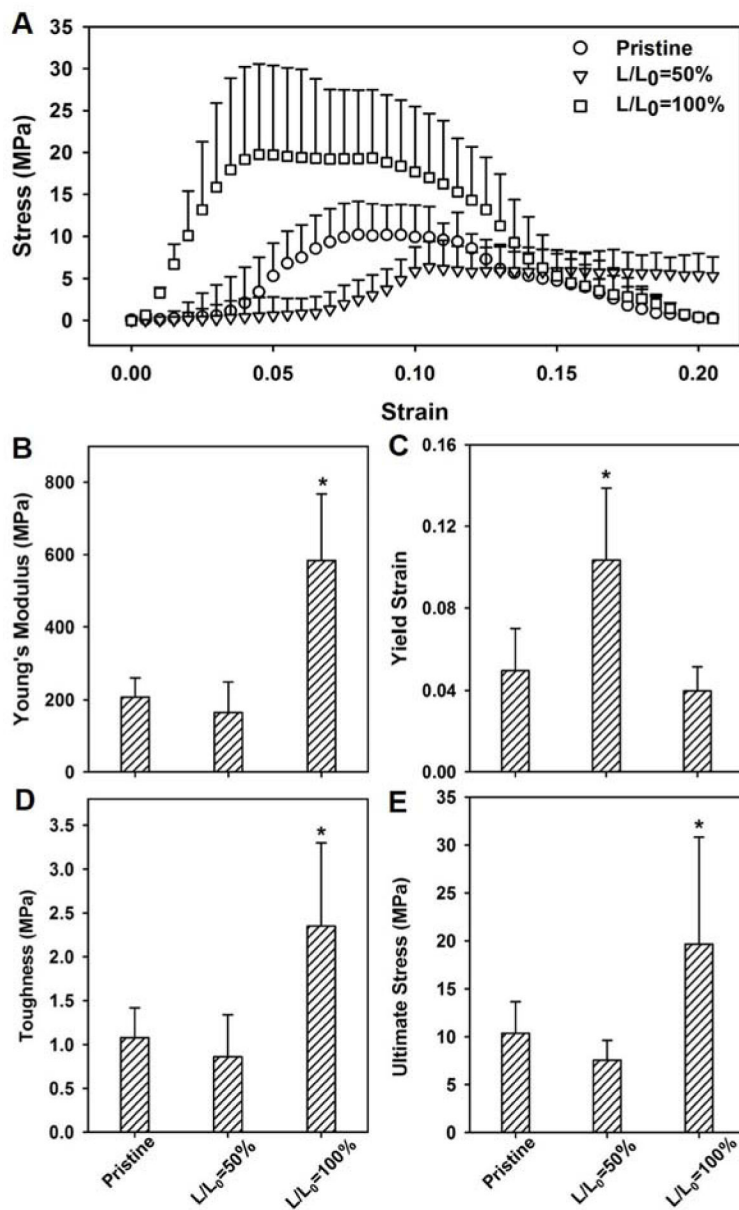 A
Stress (MPa)
35
30
25
20
15
10
5
0
Pristine
L/L₀=50%
L/L₀=100%
0.00 0.05 0.10 0.15 0.20
Strain
B
Young's Modulus (MPa)
800
600
400
200
0
*
C
Yield Strain
0.16
0.12
0.08
0.04
0.00
*
D
Toughness (MPa)
3.5
3.0
2.5
2.0
1.5
1.0
0.5
0.0
*
Pristine L/L₀=50% L/L₀=100%
E
Ultimate Stress (MPa)
35
30
25
20
15
10
5
0
*
Pristine L/L₀=50% L/L₀=100%